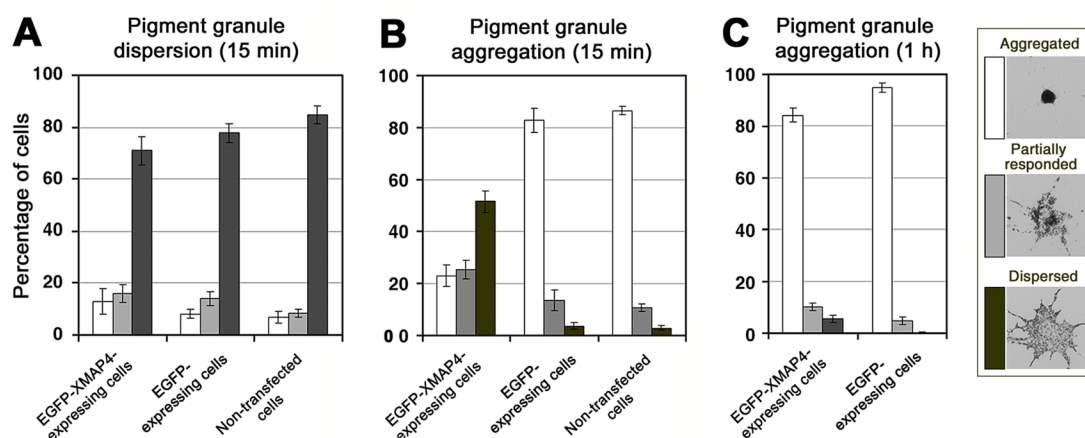 A
Pigment granule
dispersion (15 min)
Percentage of cells
100
80
60
40
20
0
EGFP-XMAP4-
expressing cells
EGFP-
expressing cells
Non-transfected
cells
B
Pigment granule
aggregation (15 min)
100
80
60
40
20
0
EGFP-XMAP4-
expressing cells
EGFP-
expressing cells
Non-transfected
cells
C
Pigment granule
aggregation (1 h)
100
80
60
40
20
0
EGFP-XMAP4-
expressing cells
EGFP-
expressing cells
Aggregated
Partially
responded
Dispersed